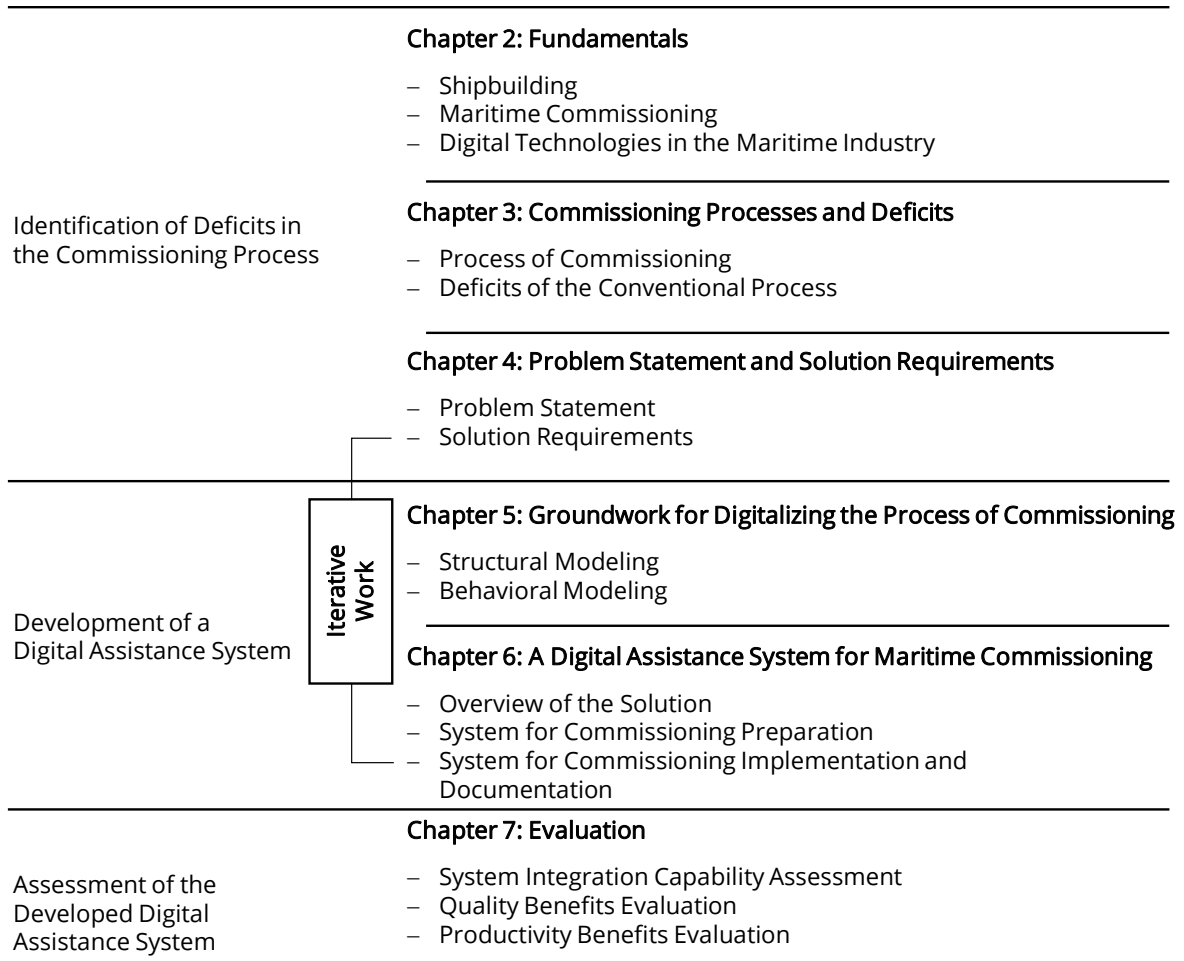 Chapter 2: Fundamentals
– Shipbuilding
– Maritime Commissioning
– Digital Technologies in the Maritime Industry
Identification of Deficits in
the Commissioning Process
Chapter 3: Commissioning Processes and Deficits
– Process of Commissioning
– Deficits of the Conventional Process
Chapter 4: Problem Statement and Solution Requirements
– Problem Statement
– Solution Requirements
Chapter 5: Groundwork for Digitalizing the Process of Commissioning
– Structural Modeling
– Behavioral Modeling
Iterative
Work
Development of a
Digital Assistance System
Chapter 6: A Digital Assistance System for Maritime Commissioning
– Overview of the Solution
– System for Commissioning Preparation
– System for Commissioning Implementation and
Documentation
Chapter 7: Evaluation
– System Integration Capability Assessment
– Quality Benefits Evaluation
– Productivity Benefits Evaluation
Assessment of the
Developed Digital
Assistance System